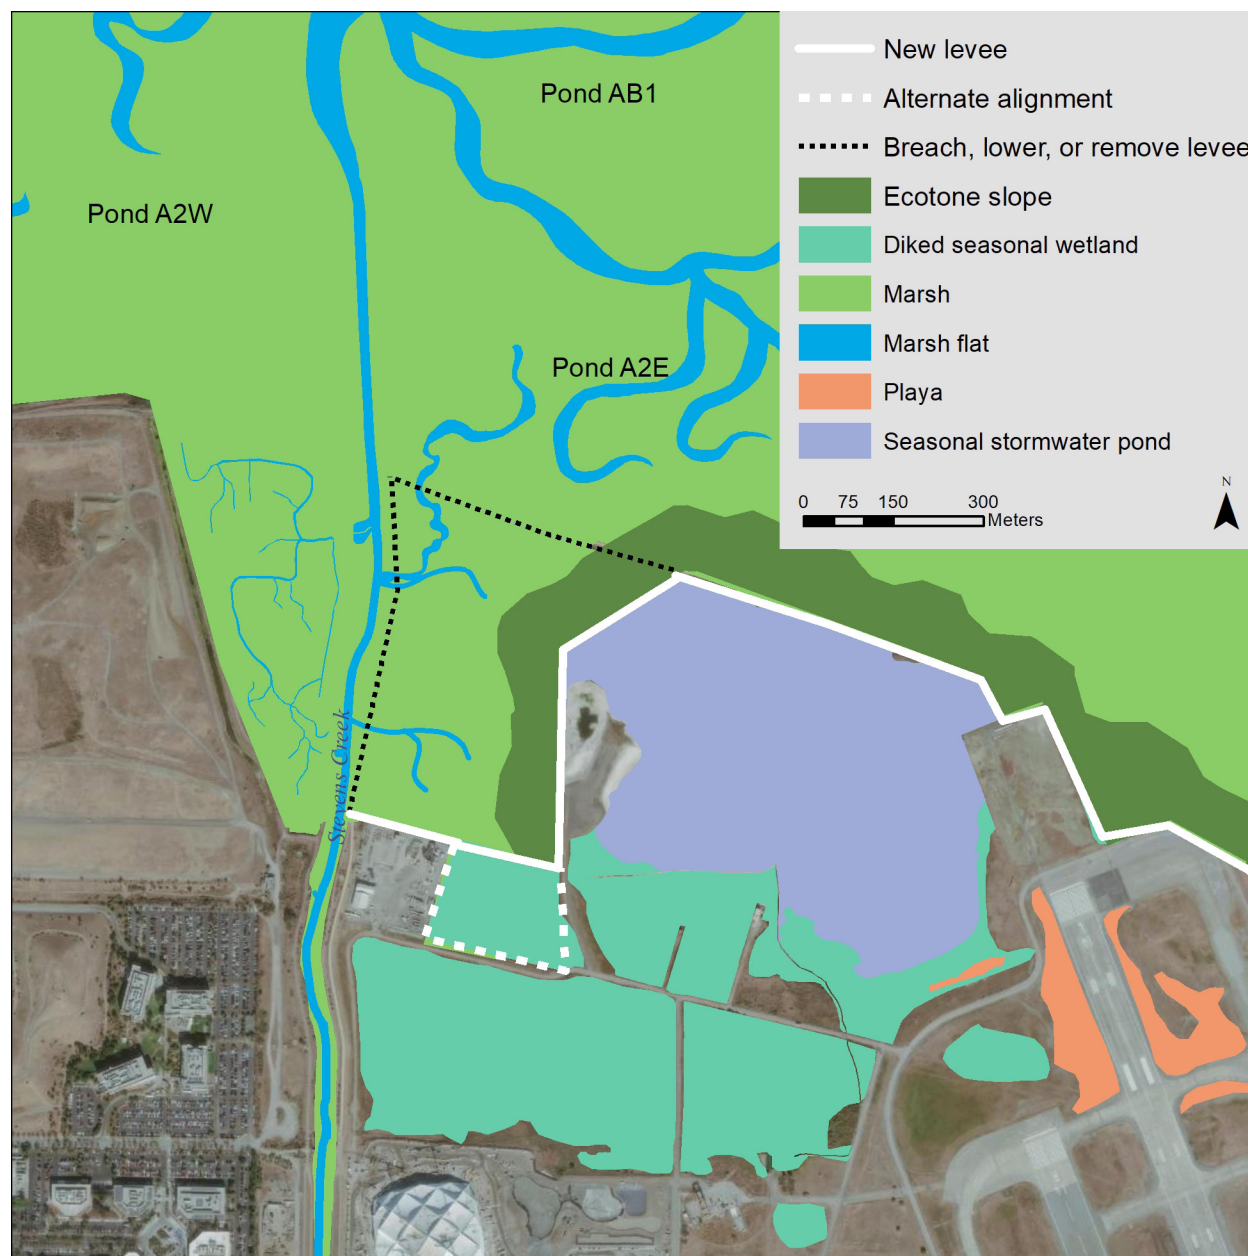 Pond AB1
Pond A2W
Pond A2E
Stevens Creek
New levee
Alternate alignment
Breach, lower, or remove levee
Ecotone slope
Diked seasonal wetland
Marsh
Marsh flat
Playa
Seasonal stormwater pond
0 75 150 300
Meters
N